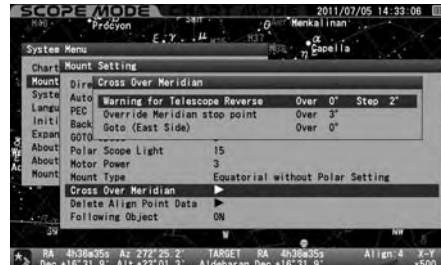 SCOPE MODE 2011/07/05 14:33:06
Procyon
Menkalinan
Capella
System Menu
Chart Mount Setting
Mount Dire Cross Over Meridian
Syste Auto Warning for Telescope Reverse Over 0° Step 2°
Langu PEC Override Meridian stop point Over 3°
Initi Back Goto (East Side) Over 0°
Expan GOTO
About Polar Scope Light 15
About Motor Power 3
Mount Mount Type Equatorial without Polar Setting
Cross Over Meridian ▶
Delete Align Point Data ▶
Following Object ON
W NW
RA 4h36m35s Az 272°25.2' TARGET RA 4h36m35s Align:4 X-Y
Dec +16°31.9' Alt +23°01.3' Aldebaran Dec +16°31.9' ×500